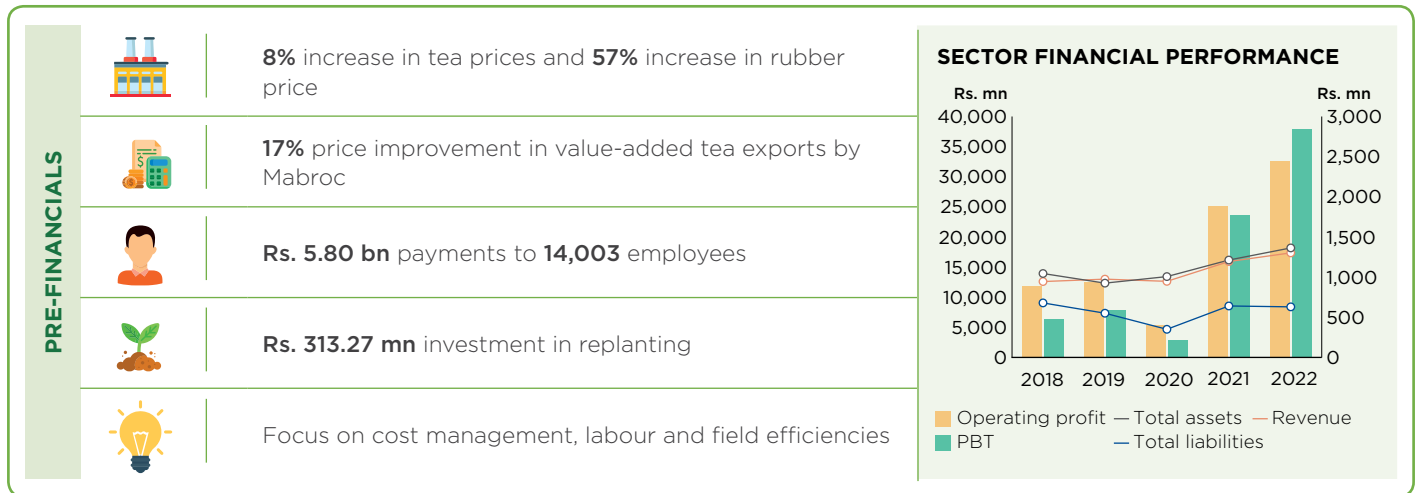 PRE-FINANCIALS
8% increase in tea prices and 57% increase in rubber
price
17% price improvement in value-added tea exports by
Mabroc
Rs. 5.80 bn payments to 14,003 employees
Rs. 313.27 mn investment in replanting
Focus on cost management, labour and field efficiencies
SECTOR FINANCIAL PERFORMANCE
Rs. mn Rs. mn
40,000 3,000
35,000
2,500
30,000
25,000 2,000
20,000 1,500
15,000
1,000
10,000
500
5,000
0 0
2018 2019 2020 2021 2022
Operating profit Total assets Revenue
PBT Total liabilities